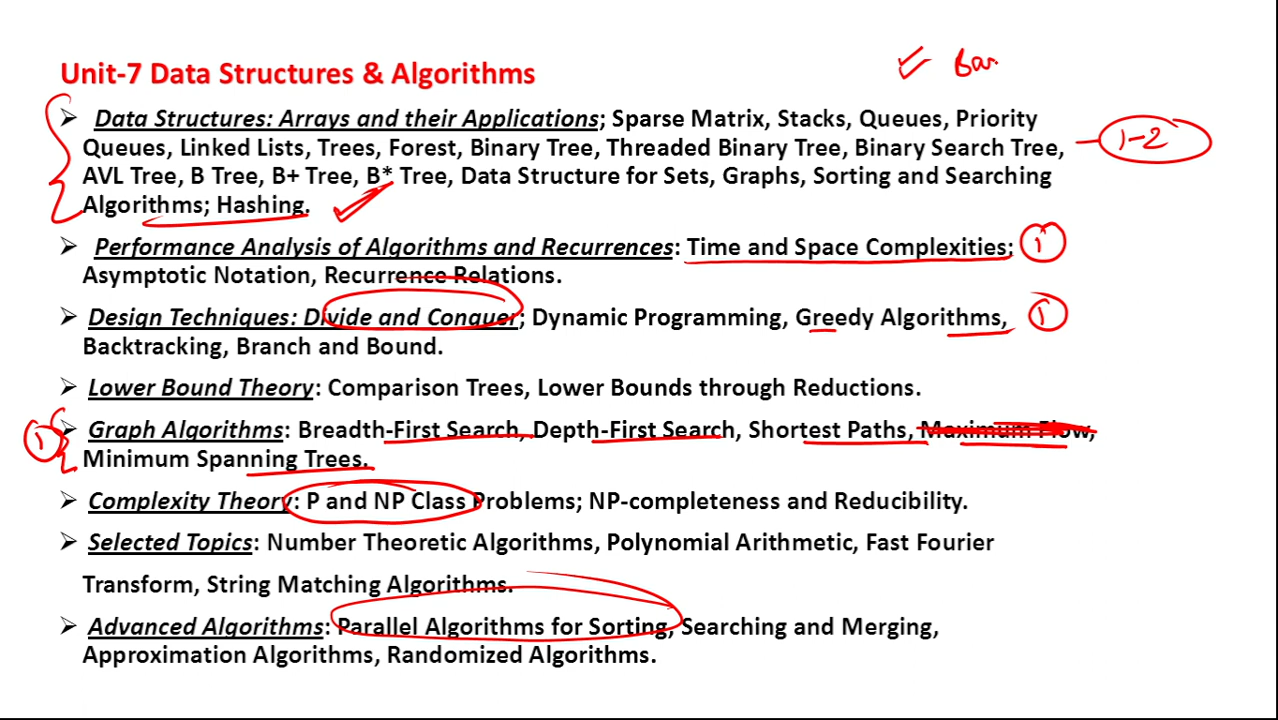 Unit-7 Data Structures & Algorithms
➢ Data Structures: Arrays and their Applications; Sparse Matrix, Stacks, Queues, Priority
Queues, Linked Lists, Trees, Forest, Binary Tree, Threaded Binary Tree, Binary Search Tree,
1-2
AVL Tree, B Tree, B+ Tree, B* Tree, Data Structure for Sets, Graphs, Sorting and Searching
Algorithms; Hashing.
➢ Performance Analysis of Algorithms and Recurrences: Time and Space Complexities; 1
Asymptotic Notation, Recurrence Relations.
➢ Design Techniques: Divide and Conquer; Dynamic Programming, Greedy Algorithms, 1
Backtracking, Branch and Bound.
➢ Lower Bound Theory: Comparison Trees, Lower Bounds through Reductions.
1 ➢ Graph Algorithms: Breadth-First Search, Depth-First Search, Shortest Paths, Maximum Flow,
Minimum Spanning Trees.
➢ Complexity Theory: P and NP Class Problems; NP-completeness and Reducibility.
➢ Selected Topics: Number Theoretic Algorithms, Polynomial Arithmetic, Fast Fourier
Transform, String Matching Algorithms.
➢ Advanced Algorithms: Parallel Algorithms for Sorting, Searching and Merging,
Approximation Algorithms, Randomized Algorithms.